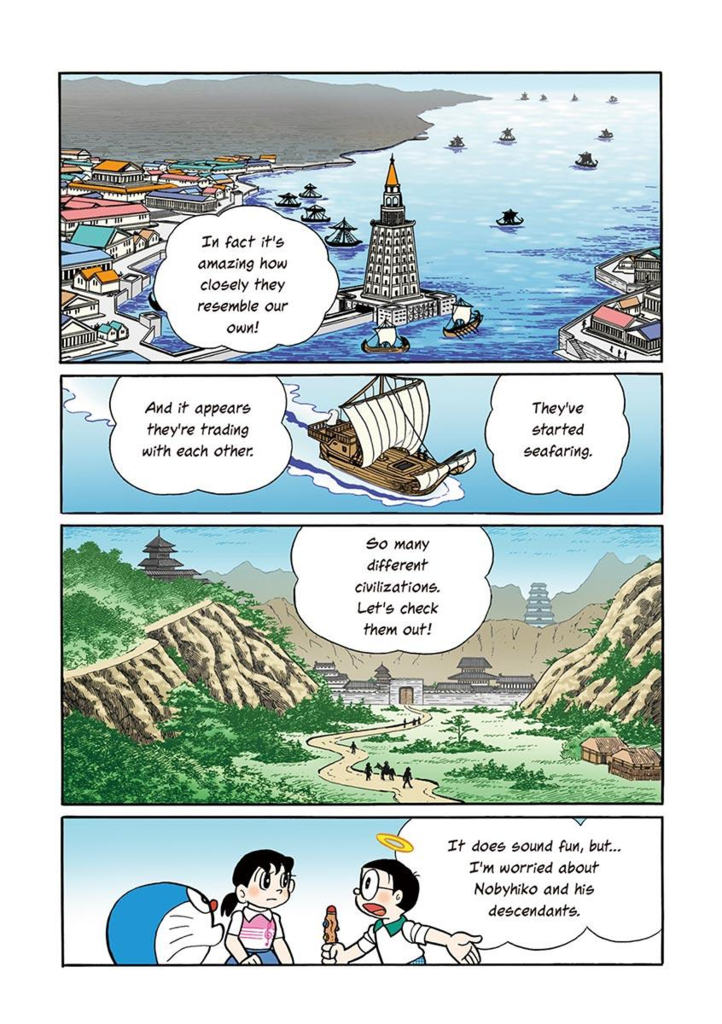 In fact it's
amazing how
closely they
resemble our
own!
And it appears
they're trading
with each other.
They've
started
seafaring.
So many
different
civilizations.
Let's check
them out!
It does sound fun, but...
I'm worried about
Nobyhiko and his
descendants.